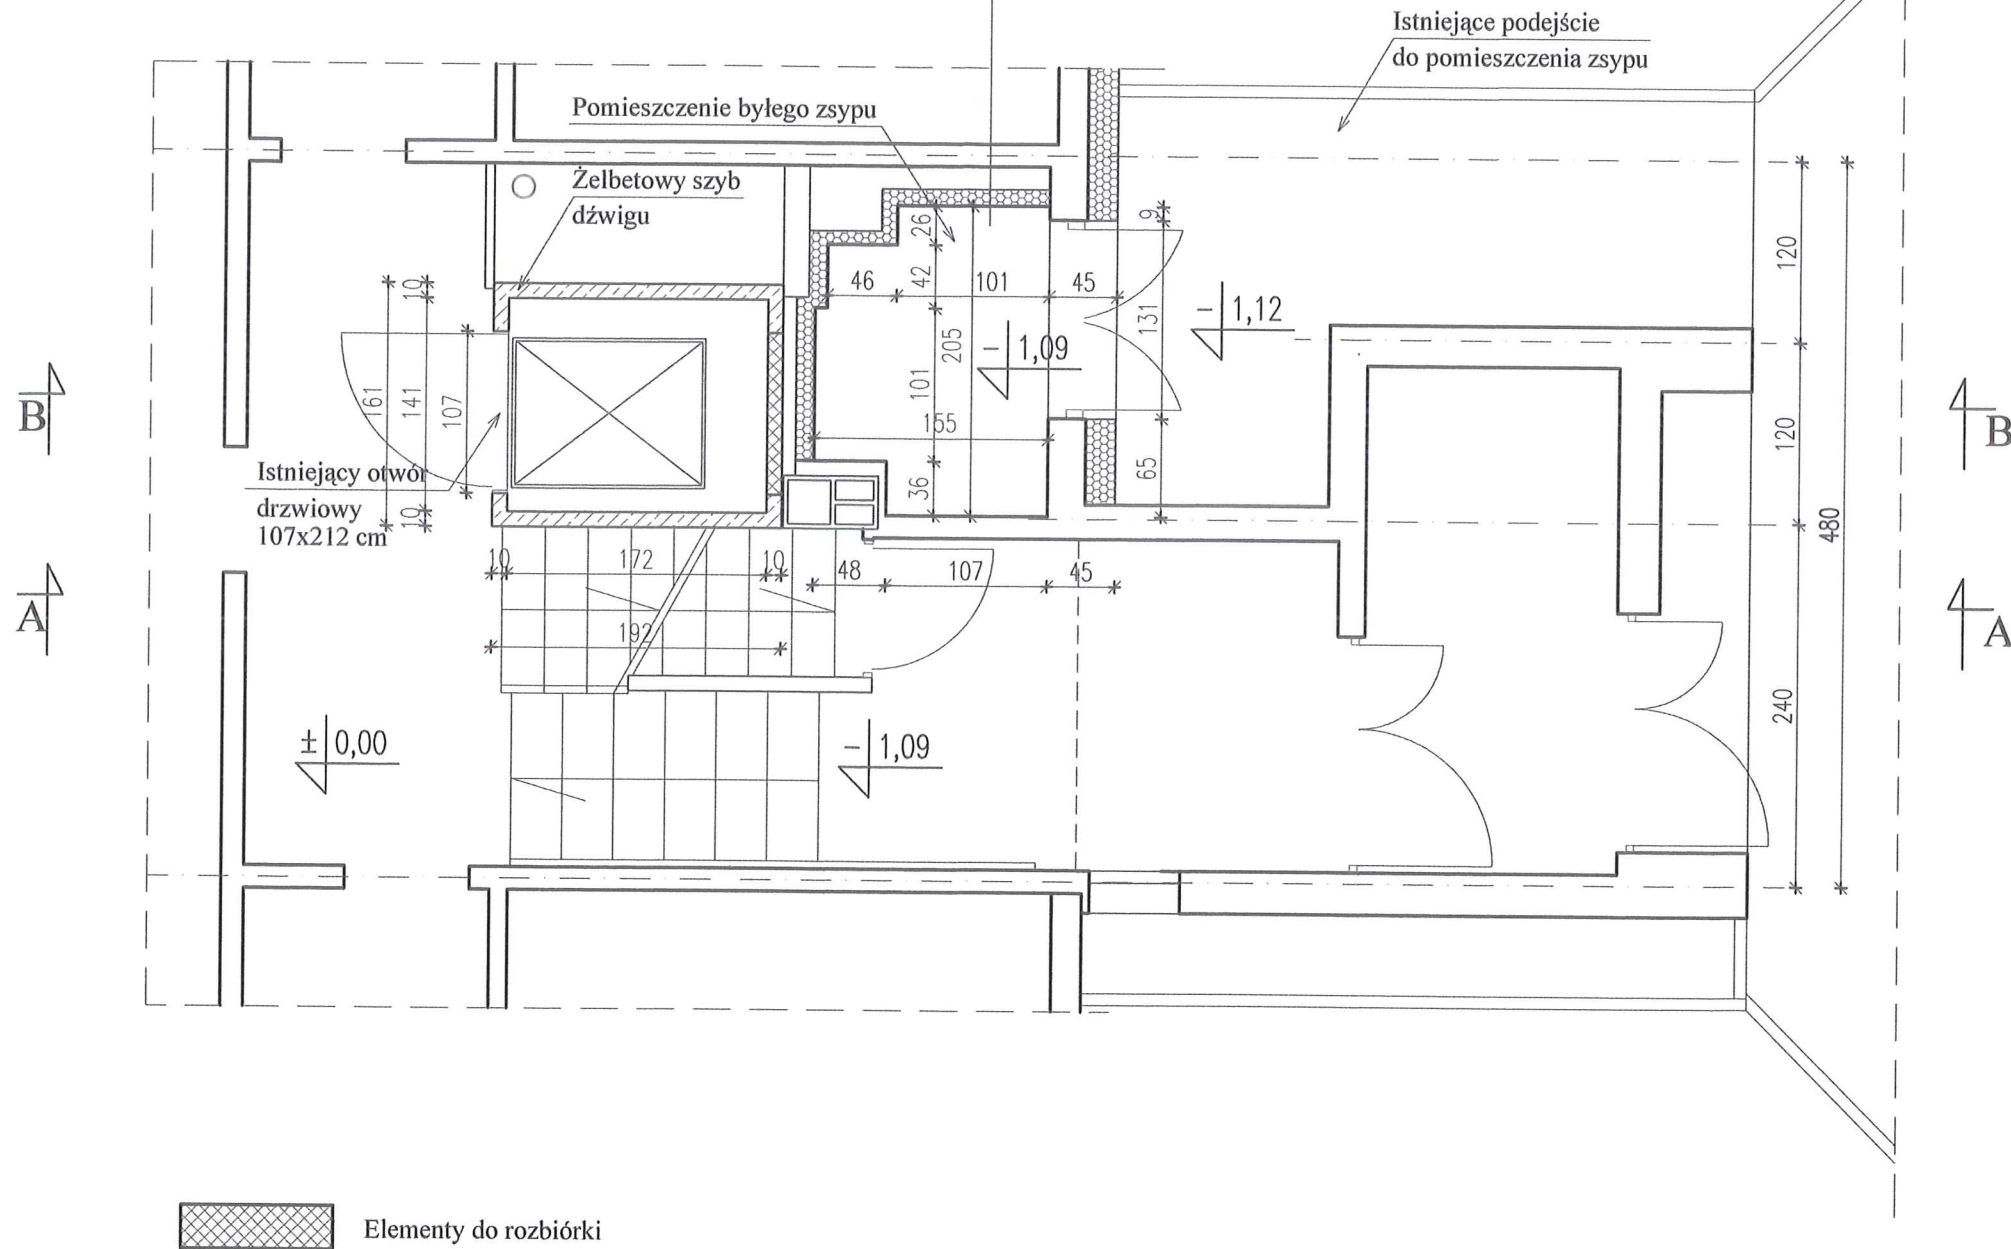 Istniejące podejście
do pomieszczenia zsypu
Pomieszczenie byłego zsypu
Żelbetowy szyb
dźwigu
26
9
42
46
101
45
120
10
205
131
- 1,12
- 1,09
161
141
107
101
155
B
B
120
Istniejący otwór
drzwiowy
107x212 cm
36
65
10
480
10
172
10
48
107
45
A
A
192
240
± 0,00
- 1,09
Elementy do rozbiórki